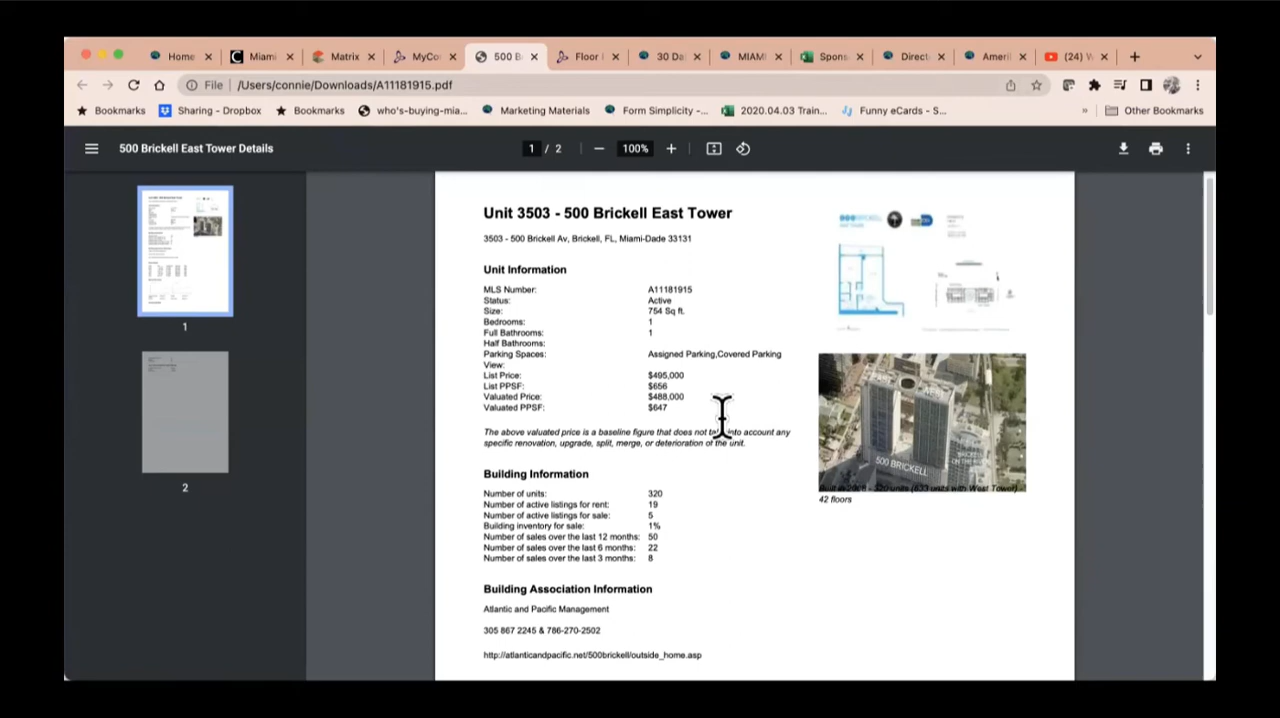 Home
Miami
Matrix
MyCo
500 B
Floor
30 Da
MIAMI
Spons
Direct
Ameri
(24)
File /Users/connie/Downloads/A11181915.pdf
Bookmarks
Sharing - Dropbox
Bookmarks
who's-buying-mia...
Marketing Materials
Form Simplicity -...
2020.04.03 Train...
Funny eCards - S...
»
Other Bookmarks
500 Brickell East Tower Details
1 / 2
100%
1
2
Unit 3503 - 500 Brickell East Tower
3503 - 500 Brickell Av, Brickell, FL, Miami-Dade 33131
Unit Information
MLS Number: A11181915
Status: Active
Size: 754 Sq ft.
Bedrooms: 1
Full Bathrooms: 1
Half Bathrooms:
Parking Spaces: Assigned Parking,Covered Parking
View:
List Price: $495,000
List PPSF: $656
Valuated Price: $488,000
Valuated PPSF: $647
The above valuated price is a baseline figure that does not take into account any
specific renovation, upgrade, split, merge, or deterioration of the unit.
Building Information
Number of units: 320
Number of active listings for rent: 19
Number of active listings for sale: 5
Building inventory for sale: 1%
Number of sales over the last 12 months: 50
Number of sales over the last 6 months: 22
Number of sales over the last 3 months: 8
Building Association Information
Atlantic and Pacific Management
305 867 2245 & 786-270-2502
http://atlanticandpacific.net/500brickell/outside_home.asp
500 BRICKELL
BRICKELL
ON THE RIVER
with West Tower)
42 floors